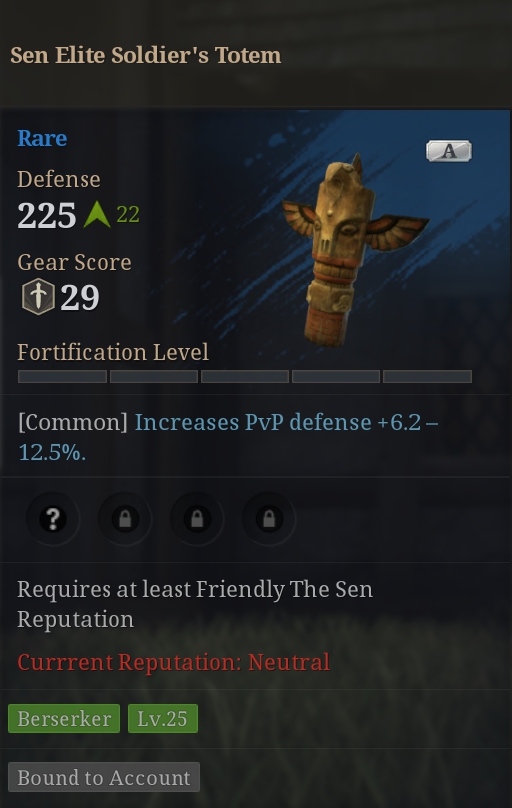 Sen Elite Soldier's Totem
Rare
A
Defense
225 22
Gear Score
29
Fortification Level
[Common] Increases PvP defense +6.2 –
12.5%.
?
Requires at least Friendly The Sen
Reputation
Currrent Reputation: Neutral
Berserker Lv.25
Bound to Account